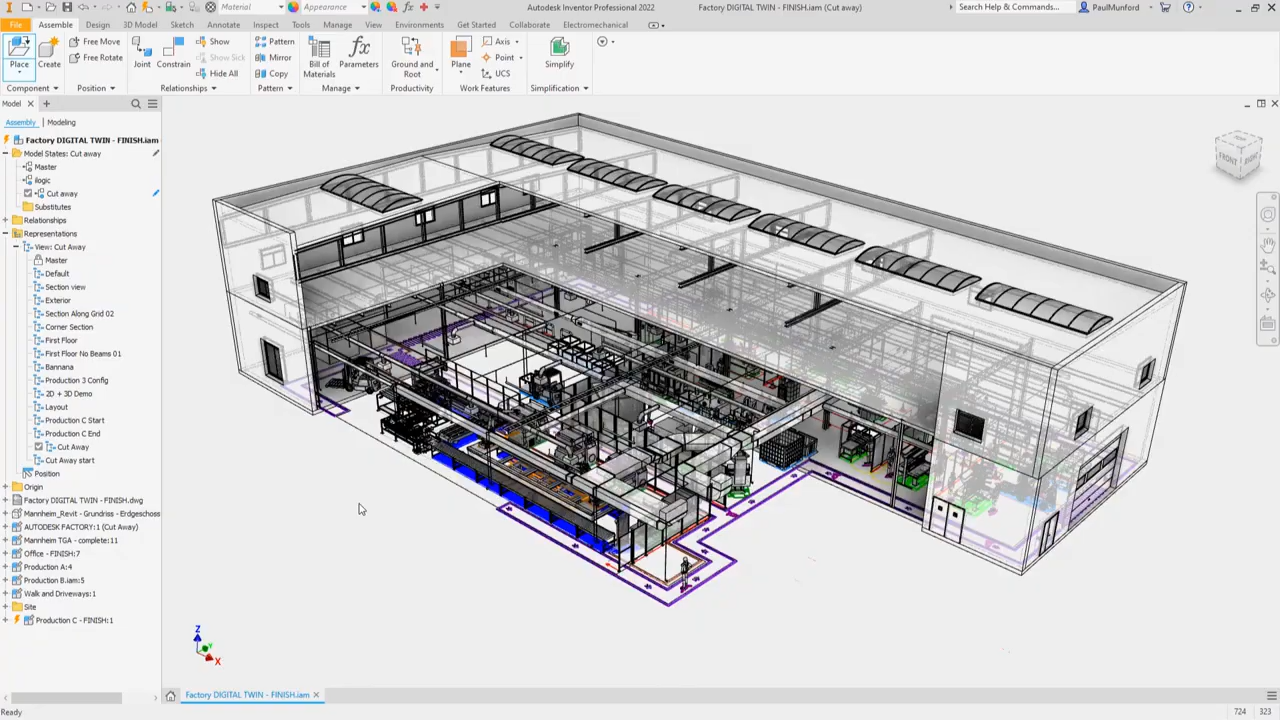 Material
Appearance
Autodesk Inventor Professional 2022
Factory DIGITAL TWIN - FINISH.iam (Cut away)
Search Help & Commands...
PaulMunford
File
Assemble
Design
3D Model
Sketch
Annotate
Inspect
Tools
Manage
View
Environments
Get Started
Collaborate
Electromechanical
Place
Create
Free Move
Free Rotate
Joint
Constrain
Show
Show Sick
Hide All
Pattern
Mirror
Copy
Bill of
Materials
Parameters
Ground and
Root
Plane
Axis
Point
UCS
Simplify
Component
Position
Relationships
Pattern
Manage
Productivity
Work Features
Simplification
Model
Assembly
Modeling
Factory DIGITAL TWIN - FINISH.iam
Model States: Cut away
Master
ilogic
Cut away
Substitutes
Relationships
Representations
View: Cut Away
Master
Default
Section view
Exterior
Section Along Grid 02
Corner Section
First Floor
First Floor No Beams 01
Bannana
Production 3 Config
2D + 3D Demo
Layout
Production C Start
Production C End
Cut Away
Cut Away start
Position
Origin
Factory DIGITAL TWIN - FINISH.dwg
Mannheim_Revit - Grundriss - Erdgeschoss
AUTODESK FACTORY:1 (Cut Away)
Mannheim TGA - complete:11
Office - FINISH:7
Production A:4
Production B.iam:5
Walk and Driveways:1
Site
Production C - FINISH:1
FRONT
RIGHT
Z
Y
X
Factory DIGITAL TWIN - FINISH.iam
Ready
724
323